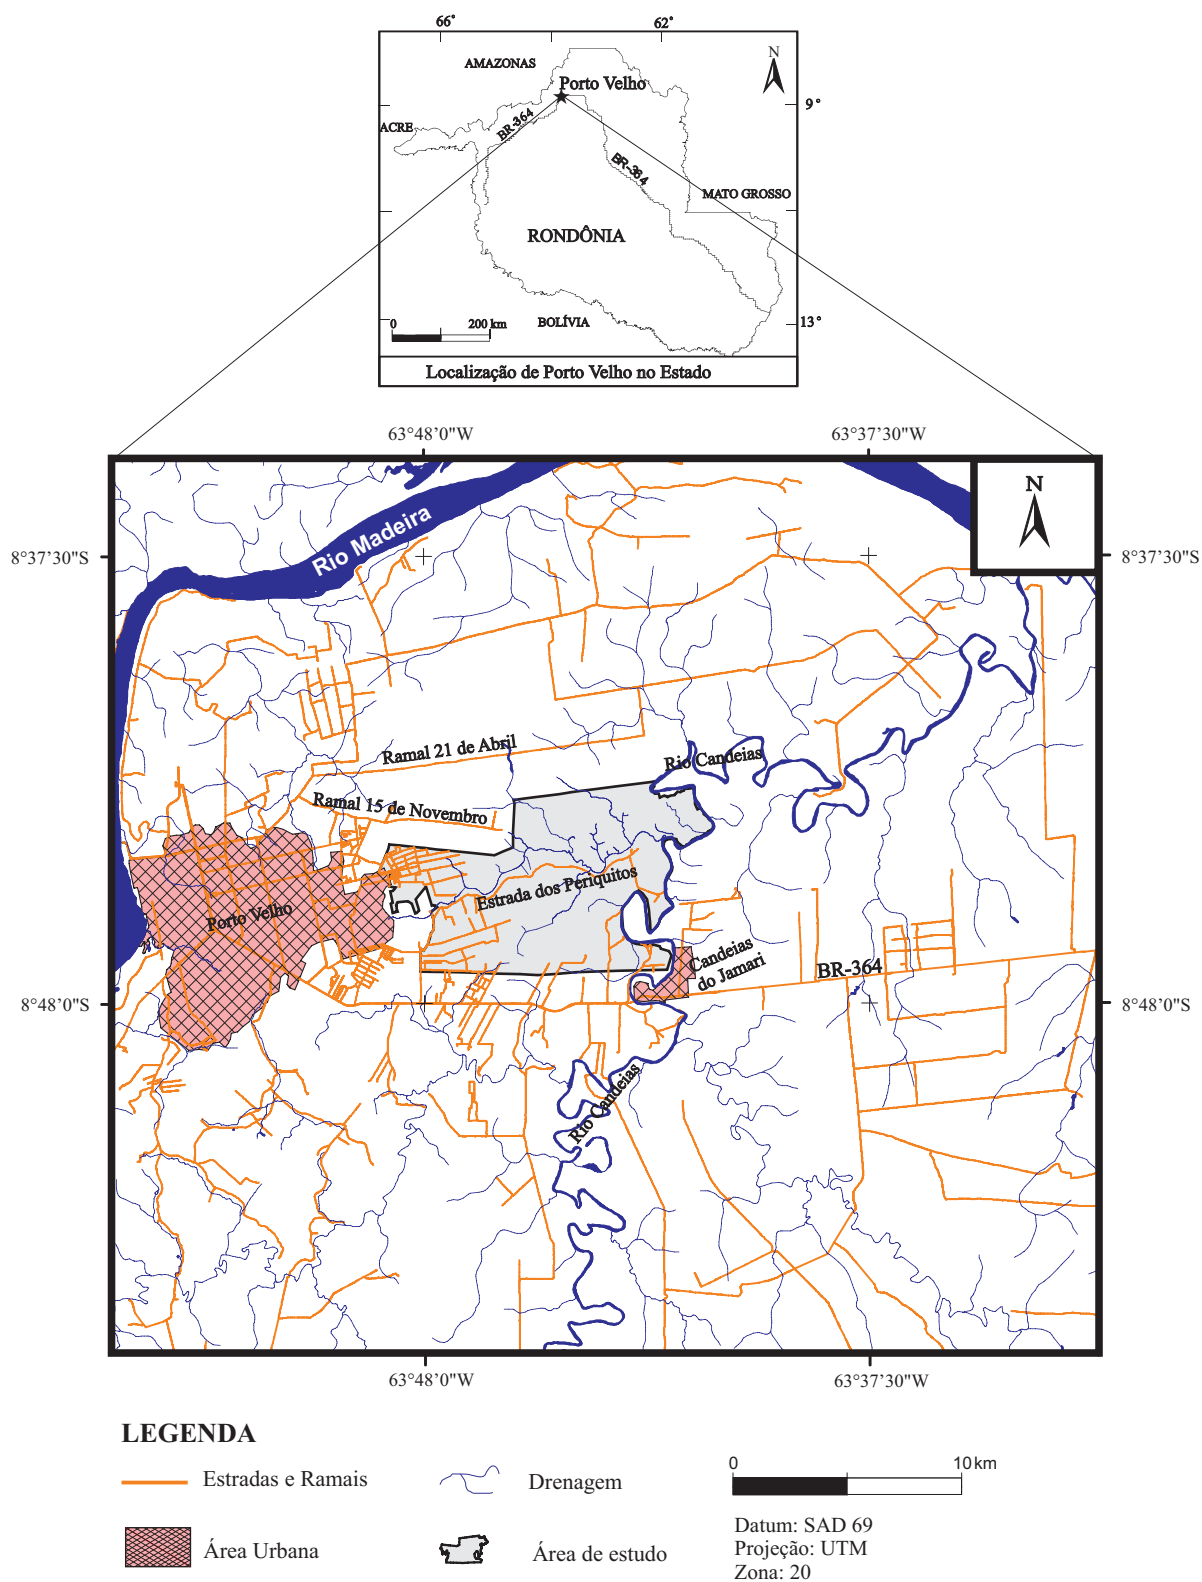 66°
62°
AMAZONAS
N
Porto Velho
9°
ACRE
BR-364
BR-364
MATO GROSSO
RONDÔNIA
0
200 km
BOLÍVIA
13°
Localização de Porto Velho no Estado
63°48’0"W
63°37’30"W
N
Rio Madeira
8°37'30"S
8°37'30"S
Ramal 21 de Abril
Rio Candeias
Ramal 15 de Novembro
Estrada dos Periquitos
Porto Velho
Candeias
do Jamari
BR-364
8°48'0"S
8°48'0"S
Rio Candeias
63°48’0"W
63°37’30"W
LEGENDA
Estradas e Ramais
Drenagem
0
10 km
Área Urbana
Área de estudo
Datum: SAD 69
Projeção: UTM
Zona: 20